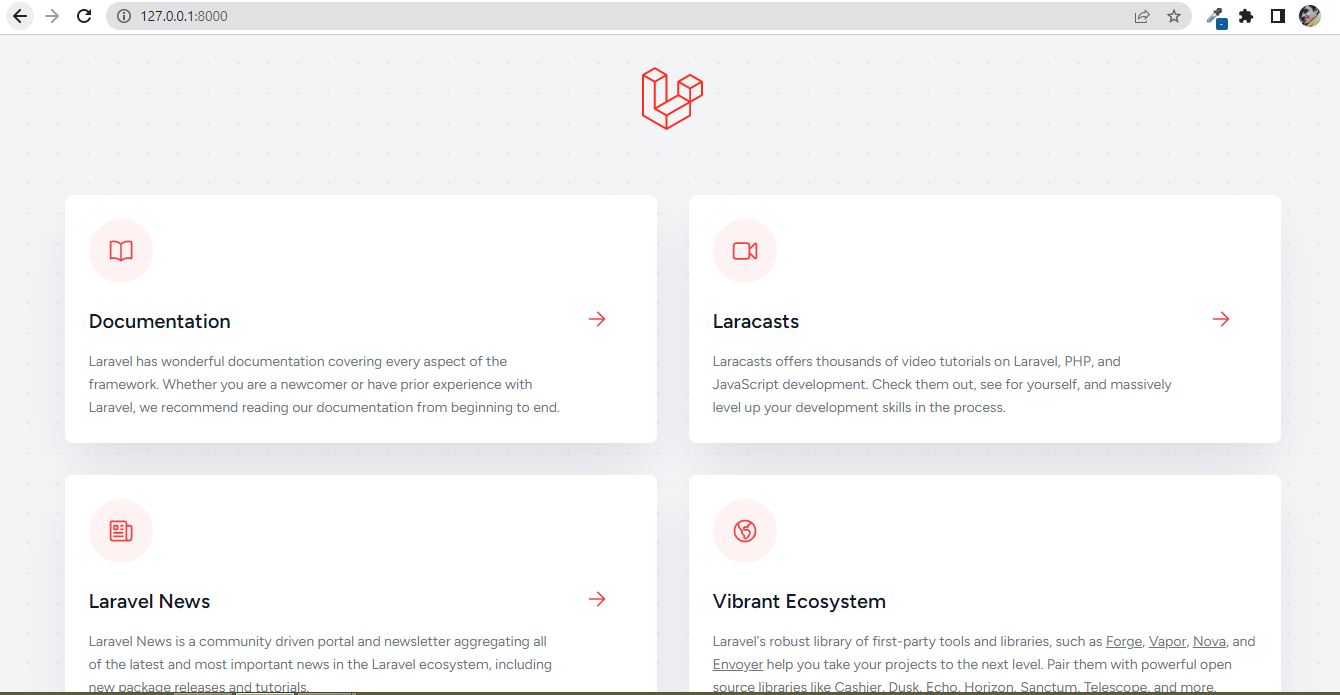 127.0.0.1:8000
Documentation
Laravel has wonderful documentation covering every aspect of the
framework. Whether you are a newcomer or have prior experience with
Laravel, we recommend reading our documentation from beginning to end.
Laracasts
Laracasts offers thousands of video tutorials on Laravel, PHP, and
JavaScript development. Check them out, see for yourself, and massively
level up your development skills in the process.
Laravel News
Laravel News is a community driven portal and newsletter aggregating all
of the latest and most important news in the Laravel ecosystem, including
new package releases and tutorials.
Vibrant Ecosystem
Laravel's robust library of first-party tools and libraries, such as Forge, Vapor, Nova, and
Envoyer help you take your projects to the next level. Pair them with powerful open
source libraries like Cashier, Dusk, Echo, Horizon, Sanctum, Telescope, and more.